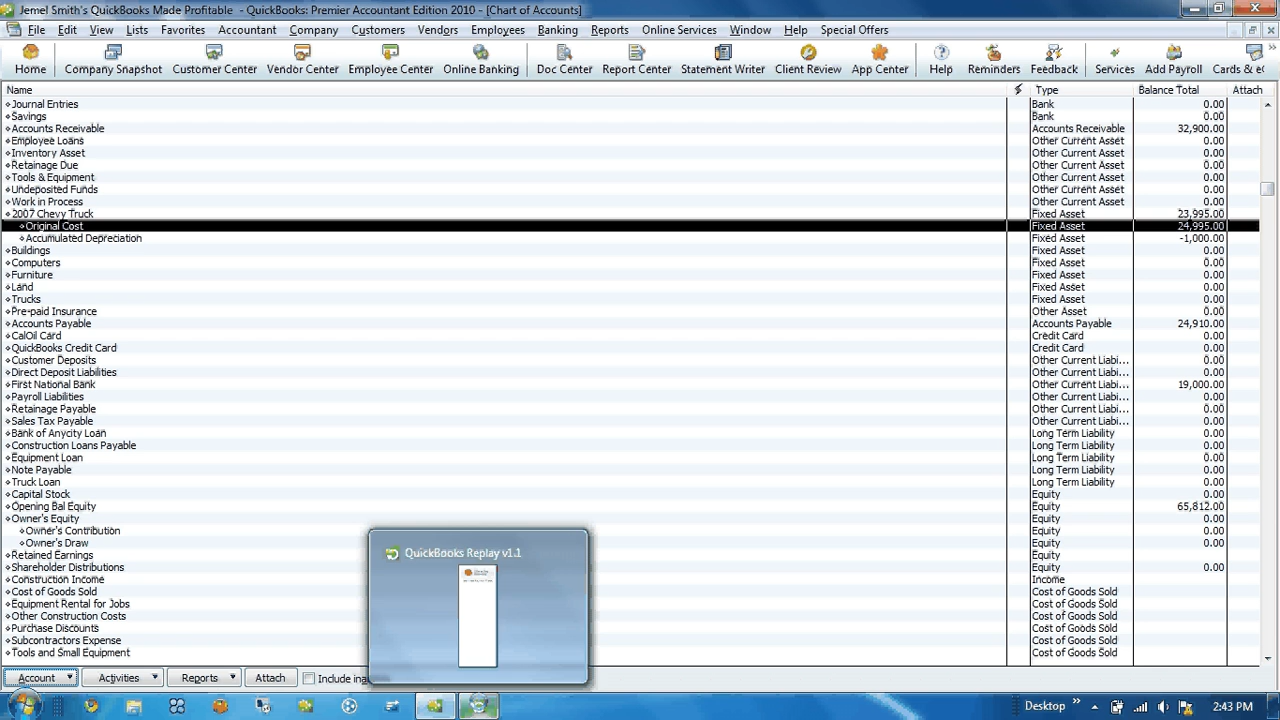 Jemel Smith's QuickBooks Made Profitable - QuickBooks: Premier Accountant Edition 2010 - [Chart of Accounts]
File Edit View Lists Favorites Accountant Company Customers Vendors Employees Reports Online Services Window Help Special Offers
Home Company Snapshot Customer Center Vendor Center Employee Center Online Banking Doc Center Report Center Statement Writer Client Review App Center Help Reminders Feedback Services Add Payroll Cards & eC
Name Type Balance Total Attach
Journal Entries Bank 0.00
Savings Bank 0.00
Accounts Receivable Accounts Receivable 32,900.00
Employee Loans Other Current Asset 0.00
Inventory Asset Other Current Asset 0.00
Retainage Due Other Current Asset 0.00
Tools & Equipment Other Current Asset 0.00
Undeposited Funds Other Current Asset 0.00
Work in Process Other Current Asset 0.00
2007 Chevy Truck Fixed Asset 23,995.00
Original Cost Fixed Asset 24,995.00
Accumulated Depreciation Fixed Asset -1,000.00
Buildings Fixed Asset 0.00
Computers Fixed Asset 0.00
Furniture Fixed Asset 0.00
Land Fixed Asset 0.00
Trucks Fixed Asset 0.00
Pre-paid Insurance Other Asset 0.00
Accounts Payable Accounts Payable 24,910.00
CalOil Card Credit Card 0.00
QuickBooks Credit Card Credit Card 0.00
Customer Deposits Other Current Liabi... 0.00
Direct Deposit Liabilities Other Current Liabi... 0.00
First National Bank Other Current Liabi... 19,000.00
Payroll Liabilities Other Current Liabi... 0.00
Retainage Payable Other Current Liabi... 0.00
Sales Tax Payable Other Current Liabi... 0.00
Bank of Anycity Loan Long Term Liability 0.00
Construction Loans Payable Long Term Liability 0.00
Equipment Loan Long Term Liability 0.00
Note Payable Long Term Liability 0.00
Truck Loan Long Term Liability 0.00
Capital Stock Equity 0.00
Opening Bal Equity Equity 65,812.00
Owner's Equity Equity 0.00
Owner's Contribution Equity 0.00
Owner's Draw Equity 0.00
Retained Earnings Equity
Shareholder Distributions Equity 0.00
Construction Income Income
Cost of Goods Sold Cost of Goods Sold
Equipment Rental for Jobs Cost of Goods Sold
Other Construction Costs Cost of Goods Sold
Purchase Discounts Cost of Goods Sold
Subcontractors Expense Cost of Goods Sold
Tools and Small Equipment Cost of Goods Sold
QuickBooks Replay v1.1
Account Activities Reports Attach Include ina
Desktop 2:43 PM